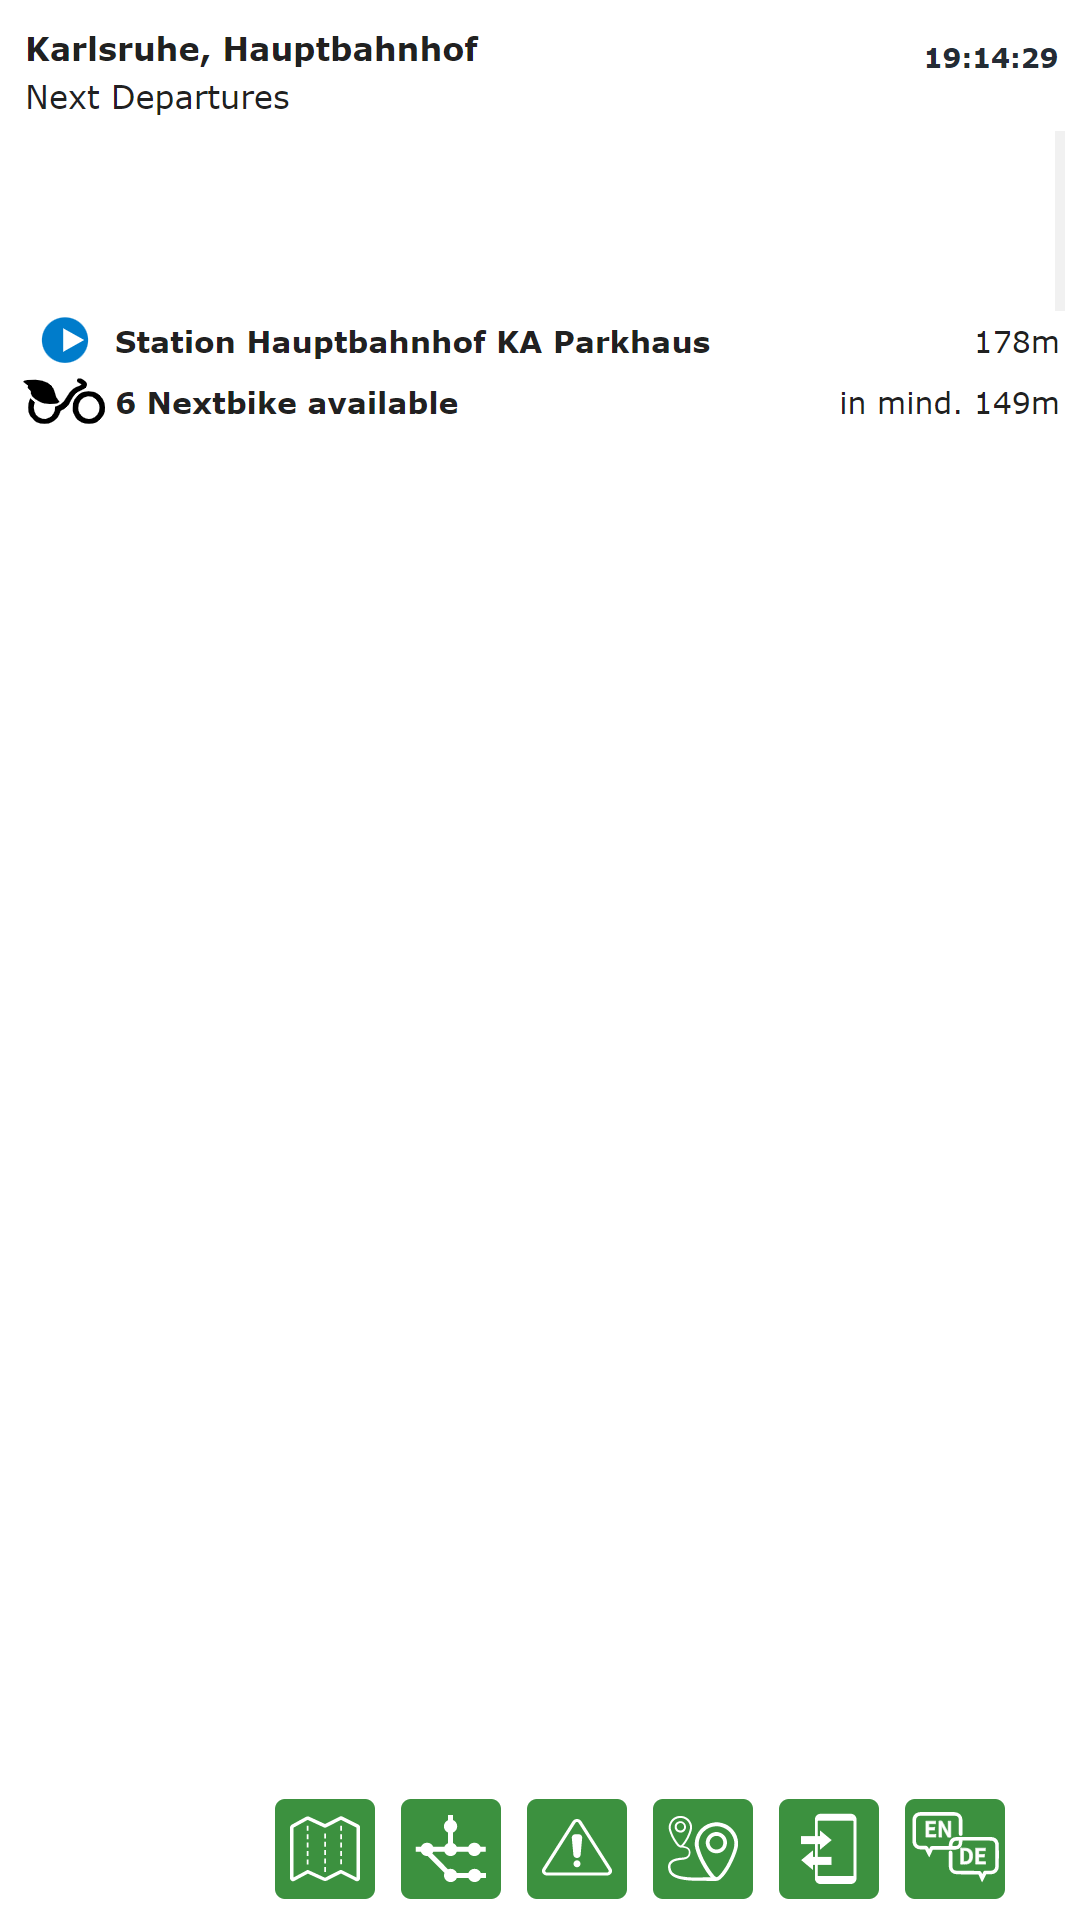 Karlsruhe, Hauptbahnhof
19:14:29
Next Departures
Station Hauptbahnhof KA Parkhaus 178m
6 Nextbike available in mind. 149m
EN
DE